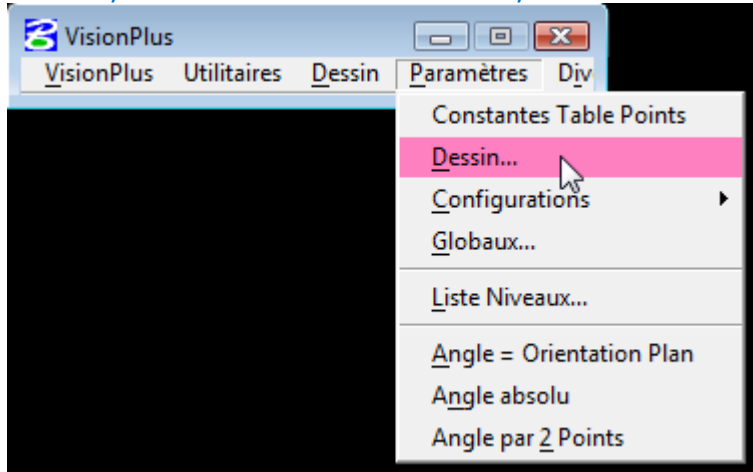 VisionPlus
VisionPlus Utilitaires Dessin Paramètres Div
Constantes Table Points
Dessin...
Configurations
Globaux...
Liste Niveaux...
Angle = Orientation Plan
Angle absolu
Angle par 2 Points